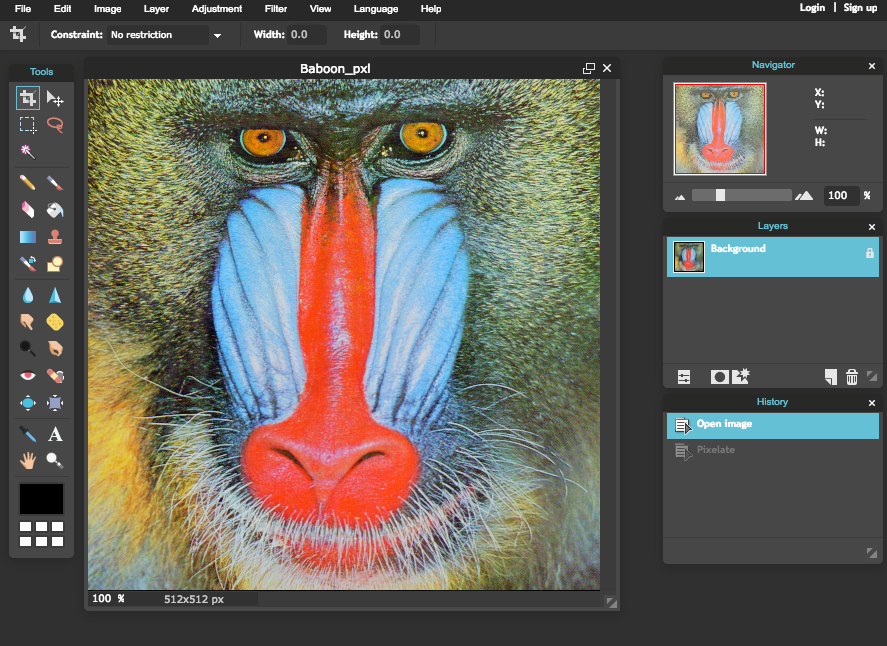 File Edit Image Layer Adjustment Filter View Language Help Login | Sign up
Constraint: No restriction Width: 0.0 Height: 0.0
Tools
Baboon_pxl
Navigator
X:
Y:
W:
H:
100 %
Layers
Background
History
Open image
Pixelate
A
100 % 512x512 px